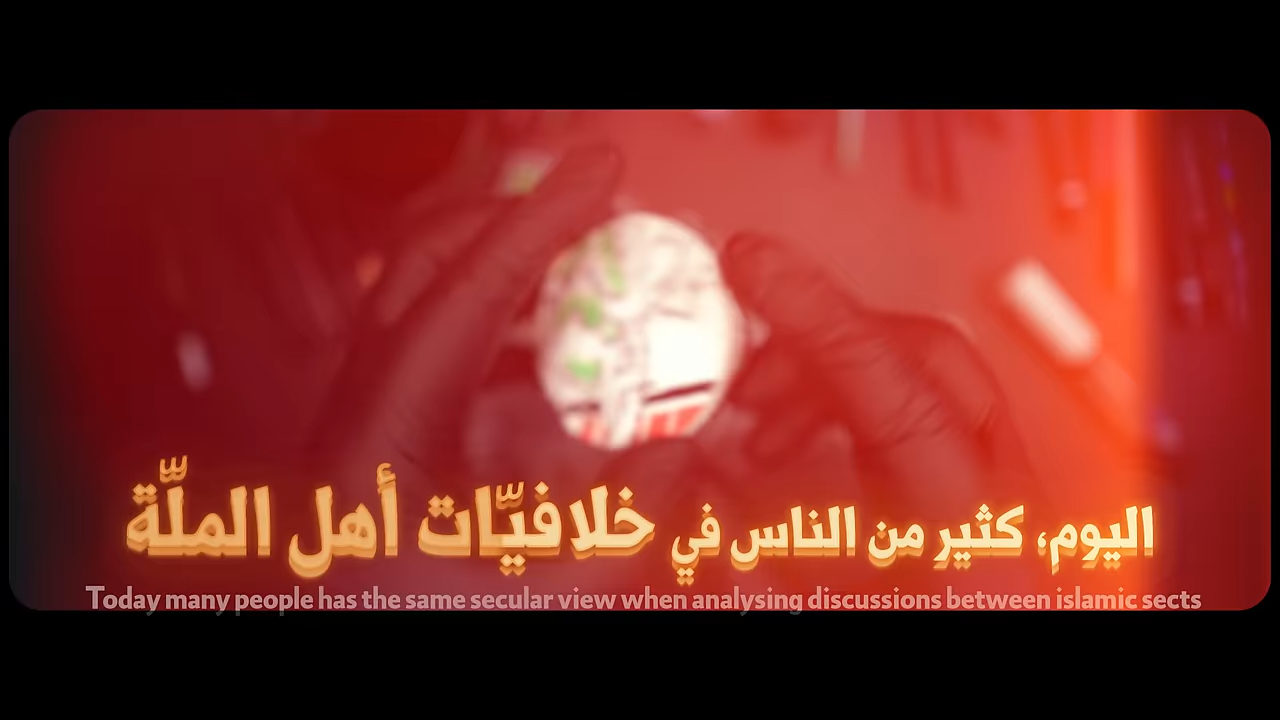 اليوم، كثير من الناس في خلافيّات أهل الملّة
Today many people has the same secular view when analysing discussions between islamic sects